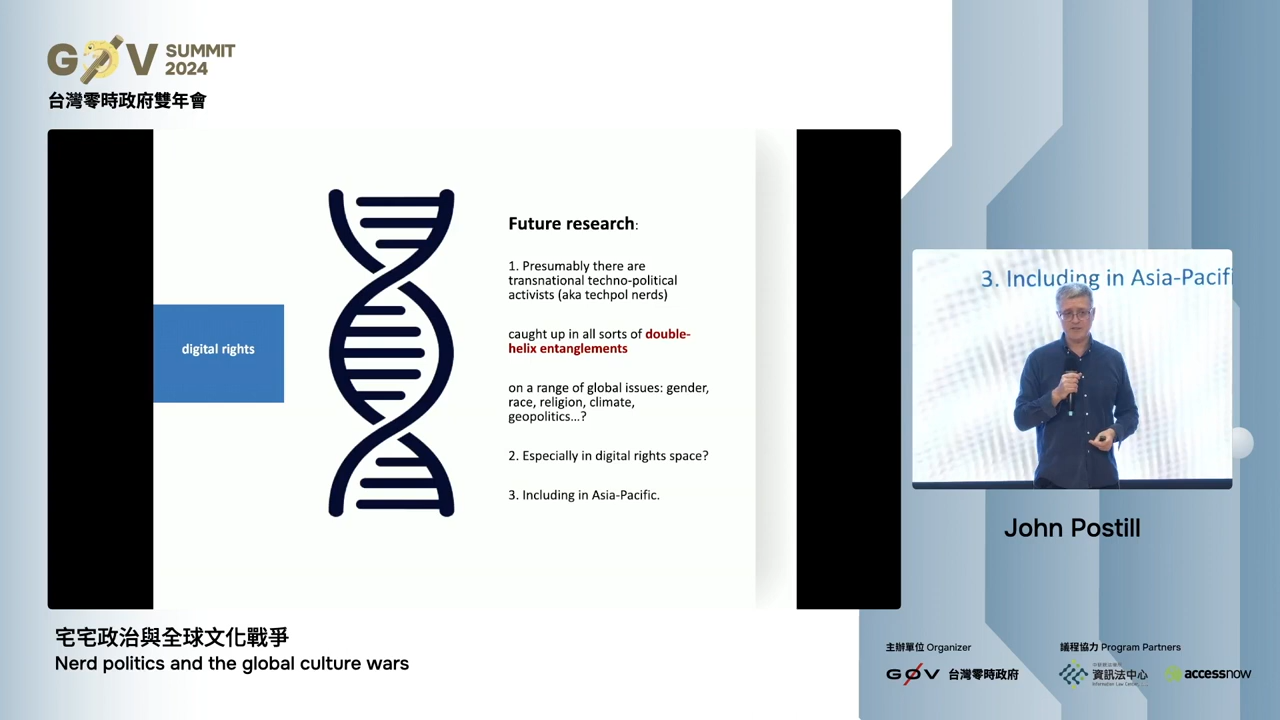 G0V SUMMIT 2024
台灣零時政府雙年會
digital rights
Future research:
1. Presumably there are
transnational techno-political
activists (aka techpol nerds)
caught up in all sorts of double-
helix entanglements
on a range of global issues: gender,
race, religion, climate,
geopolitics...?
2. Especially in digital rights space?
3. Including in Asia-Pacific.
3. Including in Asia-Pacifi
John Postill
宅宅政治與全球文化戰爭
Nerd politics and the global culture wars
主辦單位 Organizer
G0V 台灣零時政府
議程協力 Program Partners
資訊法中心
Information Law Center
accessnow